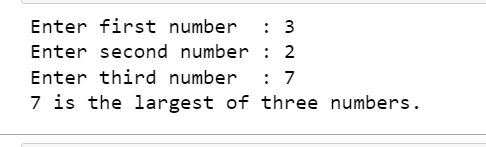 Enter first number  : 3
Enter second number : 2
Enter third number  : 7
7 is the largest of three numbers.